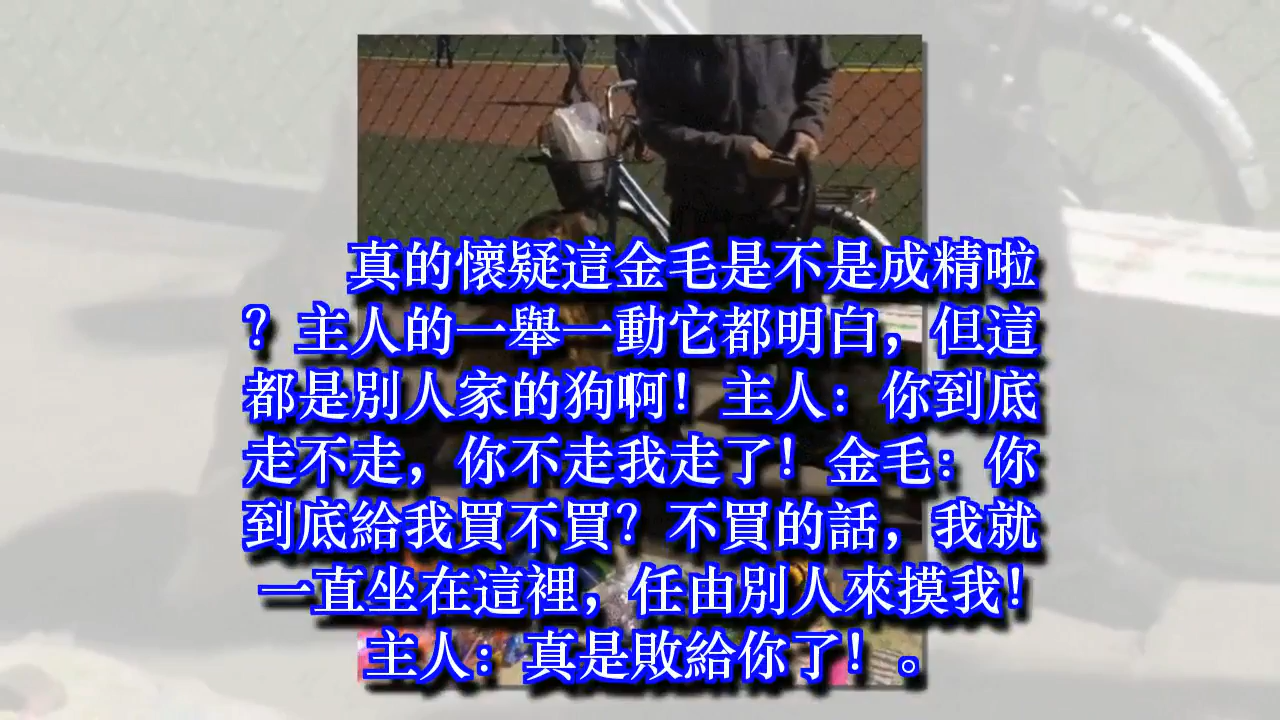 真的懷疑這金毛是不是成精啦
？主人的一舉一動它都明白，但這
都是別人家的狗啊！主人：你到底
走不走，你不走我走了！金毛：你
到底給我買不買？不買的話，我就
一直坐在這裡，任由別人來摸我！
主人：真是敗給你了！。